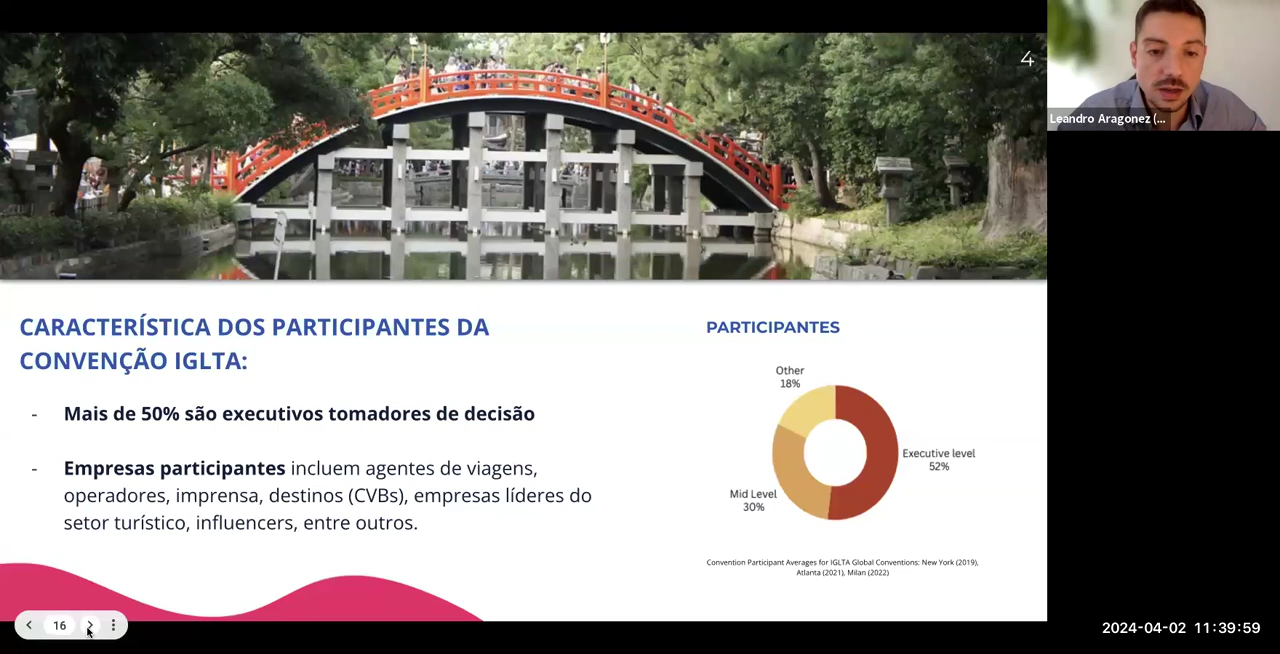 4
Leandro Aragonez (...
CARACTERÍSTICA DOS PARTICIPANTES DA
CONVENÇÃO IGLTA:
- Mais de 50% são executivos tomadores de decisão
- Empresas participantes incluem agentes de viagens,
operadores, imprensa, destinos (CVBs), empresas líderes do
setor turístico, influencers, entre outros.
PARTICIPANTES
Other
18%
Executive level
52%
Mid Level
30%
Convention Participant Averages for IGLTA Global Conventions: New York (2019),
Atlanta (2021), Milan (2022)
16
2024-04-02 11:39:59